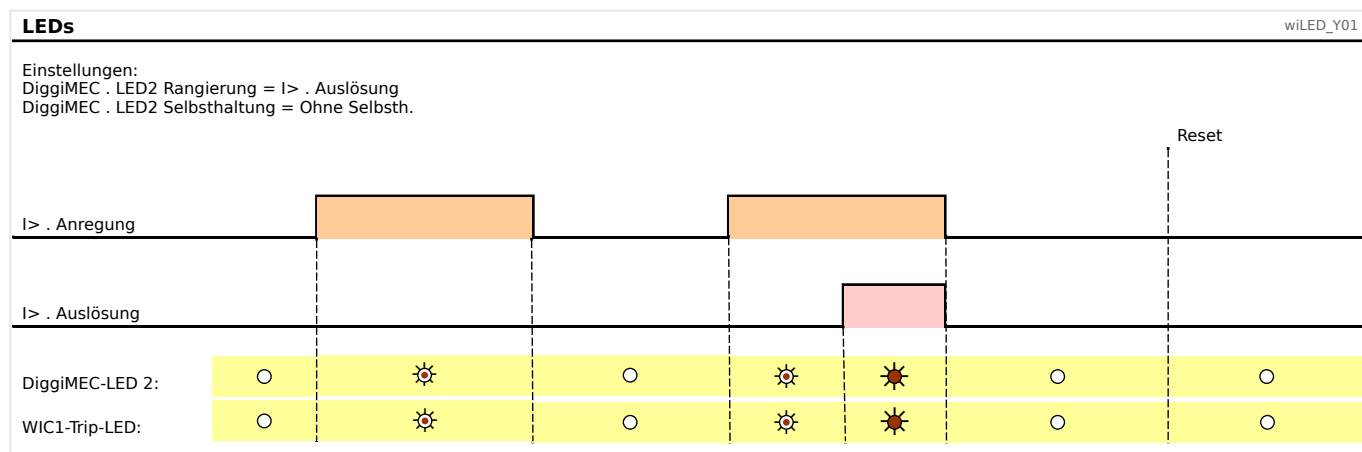 LEDs
wiLED_Y01
Einstellungen:
DiggiMEC . LED2 Rangierung = I> . Auslösung
DiggiMEC . LED2 Selbsthaltung = Ohne Selbsth.
Reset
I> . Anregung
I> . Auslösung
DiggiMEC-LED 2:
WIC1-Trip-LED: